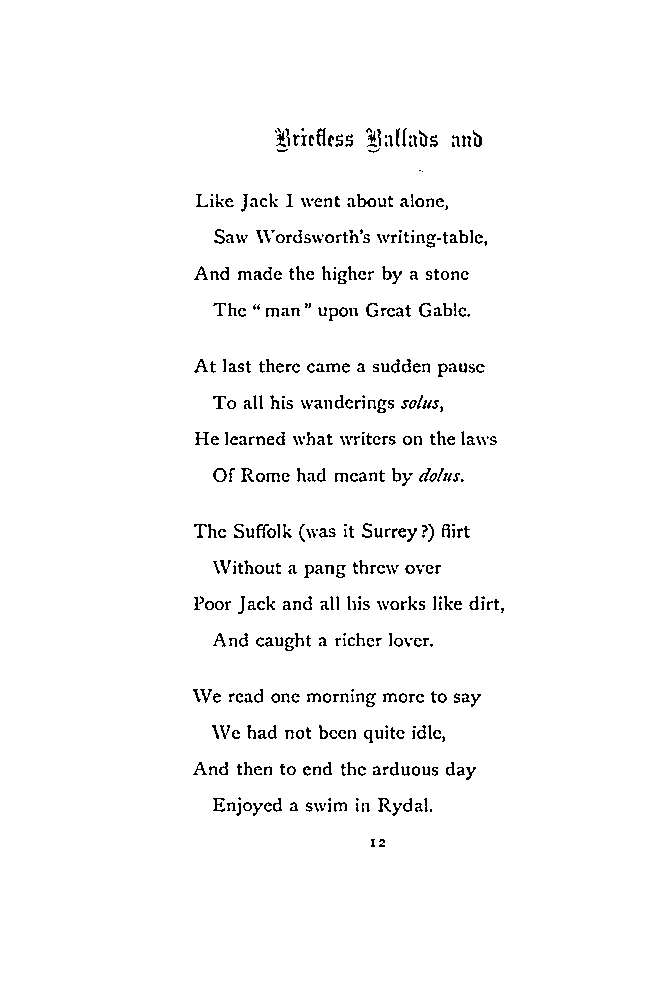 Briefless Ballads and
Like Jack I went about alone,
Saw Wordsworth's writing-table,
And made the higher by a stone
The "man" upon Great Gable.
At last there came a sudden pause
To all his wanderings solus,
He learned what writers on the laws
Of Rome had meant by dolus.
The Suffolk (was it Surrey?) flirt
Without a pang threw over
Poor Jack and all his works like dirt,
And caught a richer lover.
We read one morning more to say
We had not been quite idle,
And then to end the arduous day
Enjoyed a swim in Rydal.
12